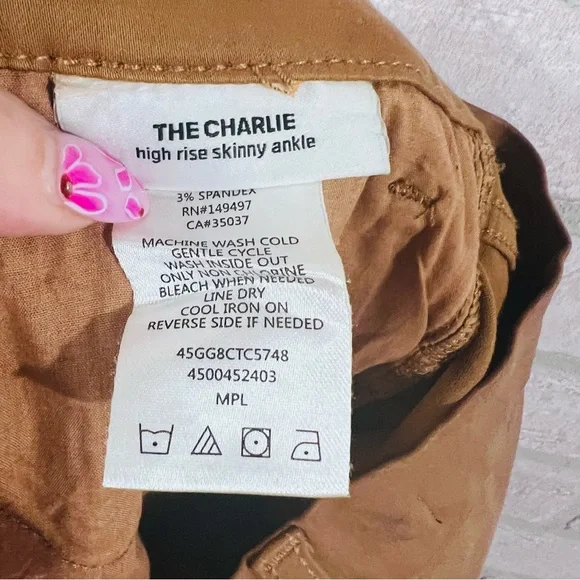 THE CHARLIE
high rise skinny ankle
3% SPANDEX
RN#149497
CA#35037
MACHINE WASH COLD
GENTLE CYCLE
WASH INSIDE OUT
ONLY NON CHLORINE
BLEACH WHEN NEEDED
LINE DRY
COOL IRON ON
REVERSE SIDE IF NEEDED
45GG8CTC5748
4500452403
MPL